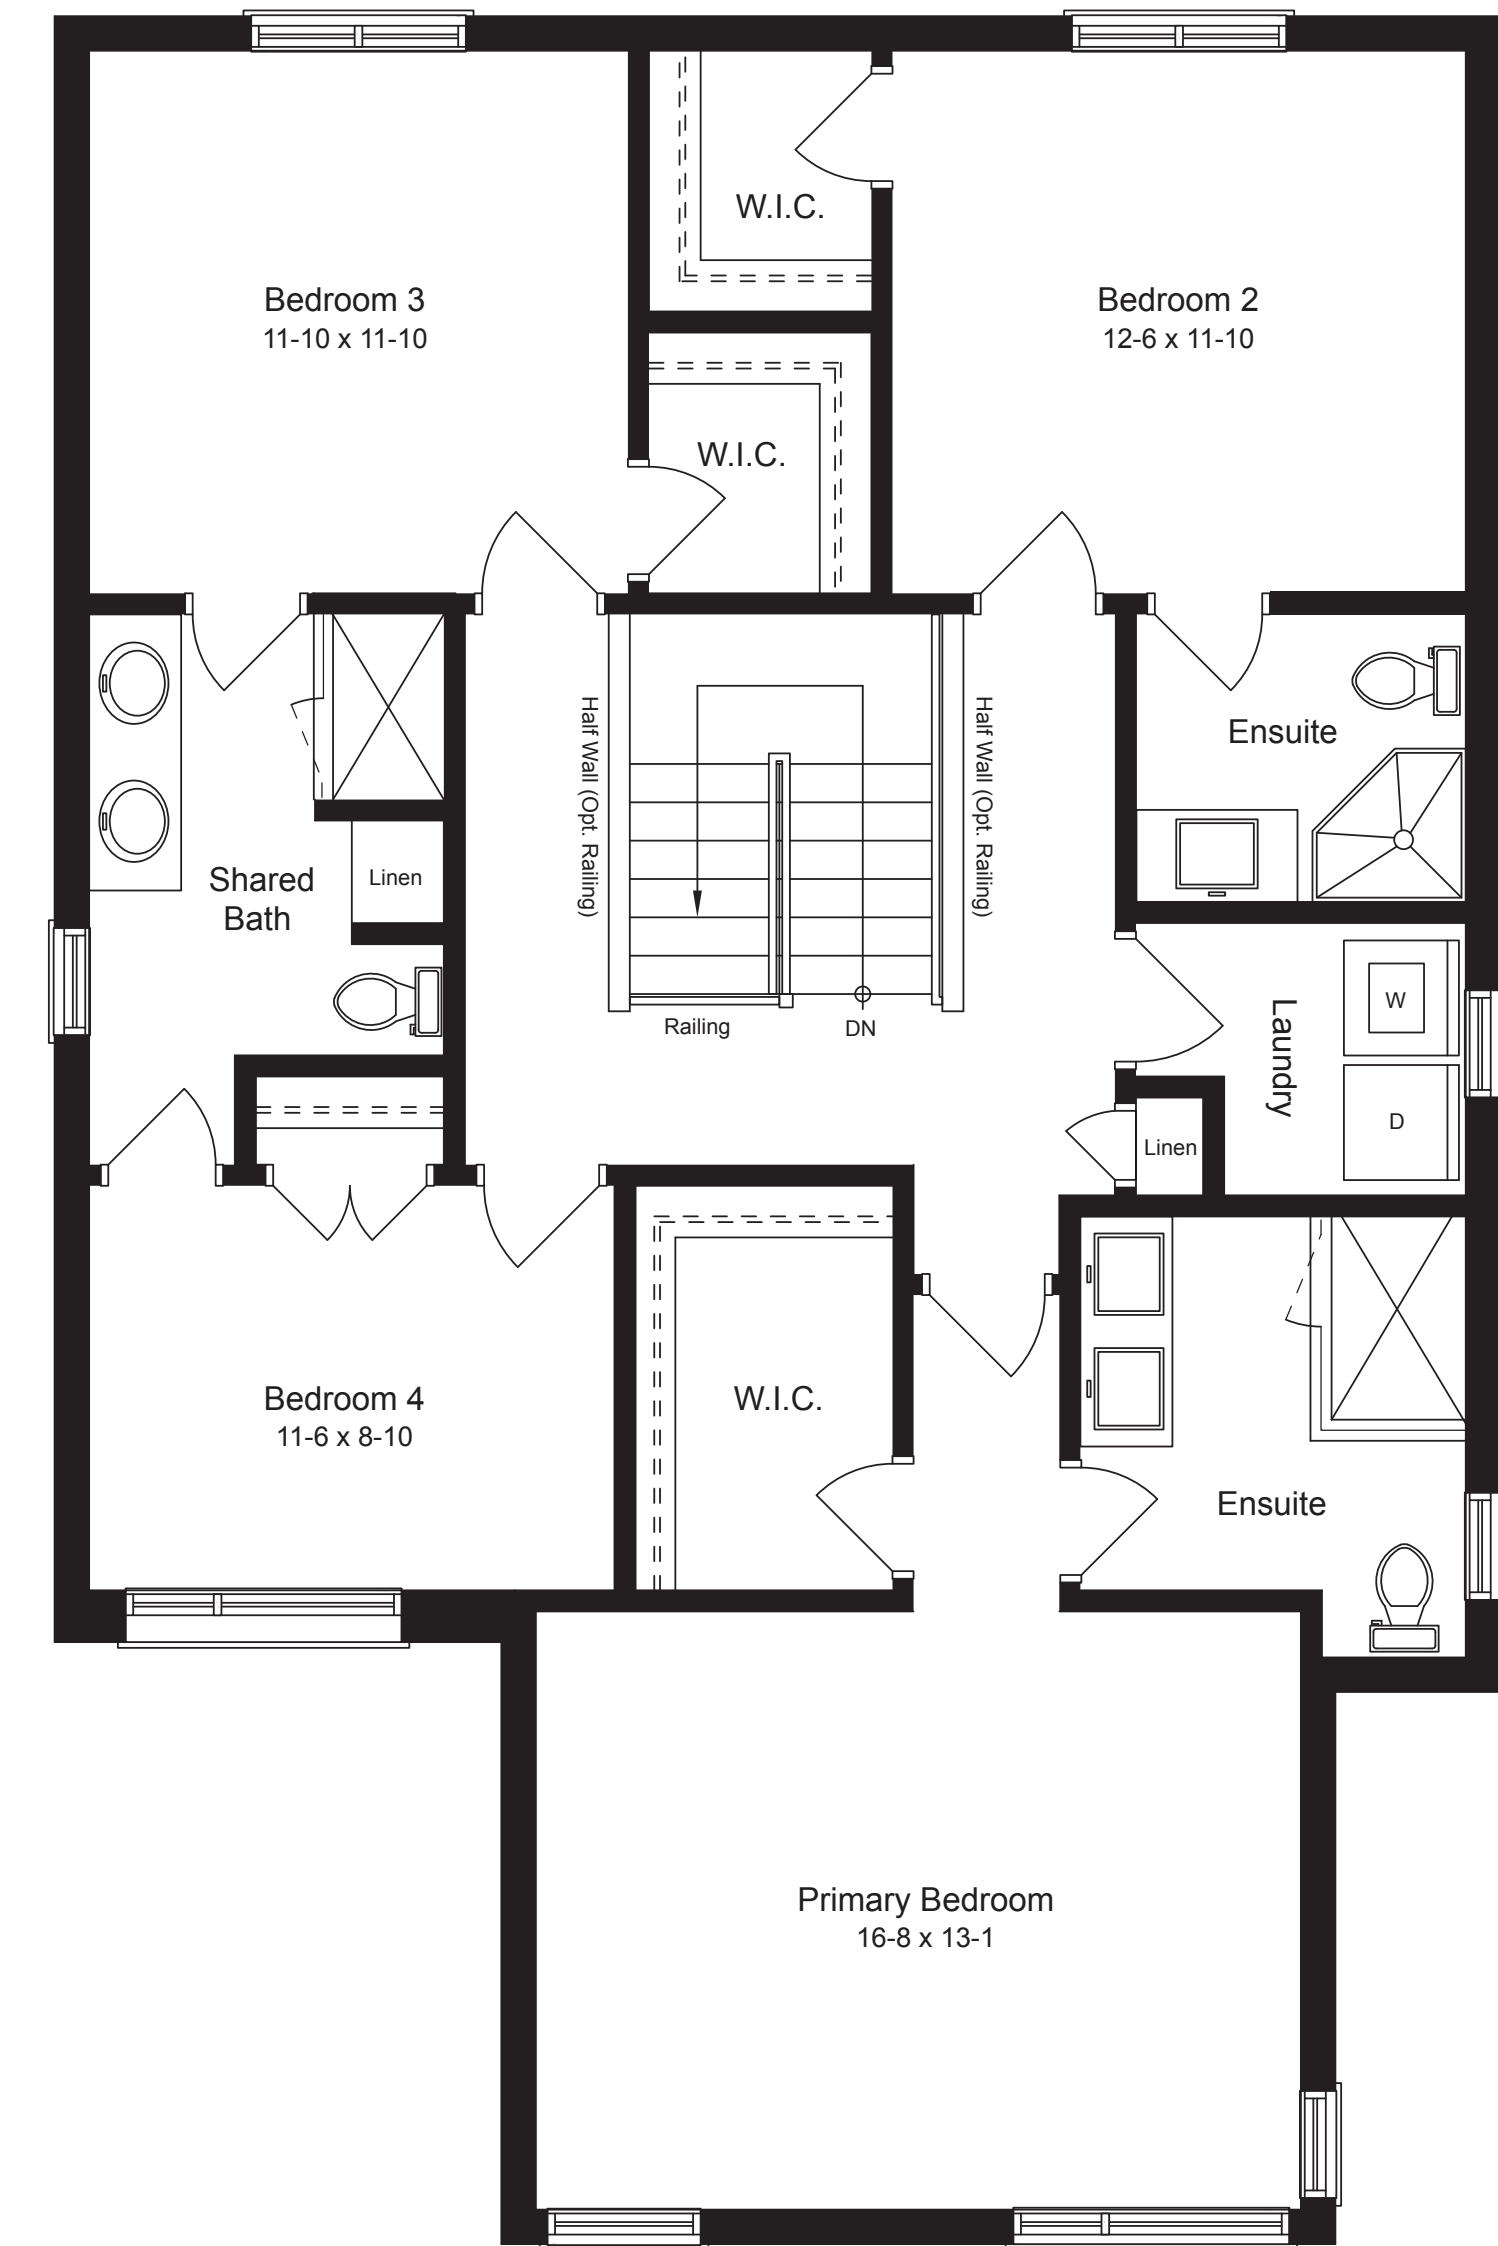 W.I.C.
Bedroom 3
11-10 x 11-10
Bedroom 2
12-6 x 11-10
W.I.C.
Half Wall (Opt. Railing)
Half Wall (Opt. Railing)
Ensuite
Shared
Bath
Linen
Railing
DN
W
Laundry
D
Linen
Bedroom 4
11-6 x 8-10
W.I.C.
Ensuite
Primary Bedroom
16-8 x 13-1